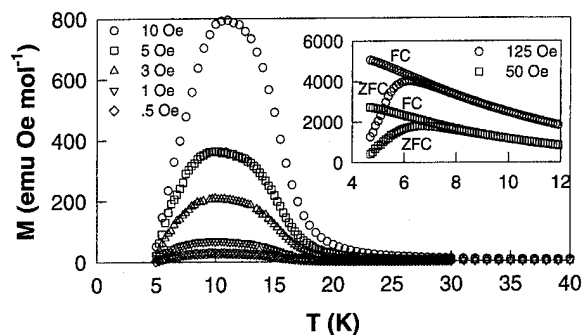 M (emu Oe mol⁻¹)
800
600
400
200
0
10 Oe
5 Oe
3 Oe
1 Oe
.5 Oe
6000
4000
2000
0
FC
ZFC
FC
ZFC
125 Oe
50 Oe
4 6 8 10 12
0 5 10 15 20 25 30 35 40
T (K)